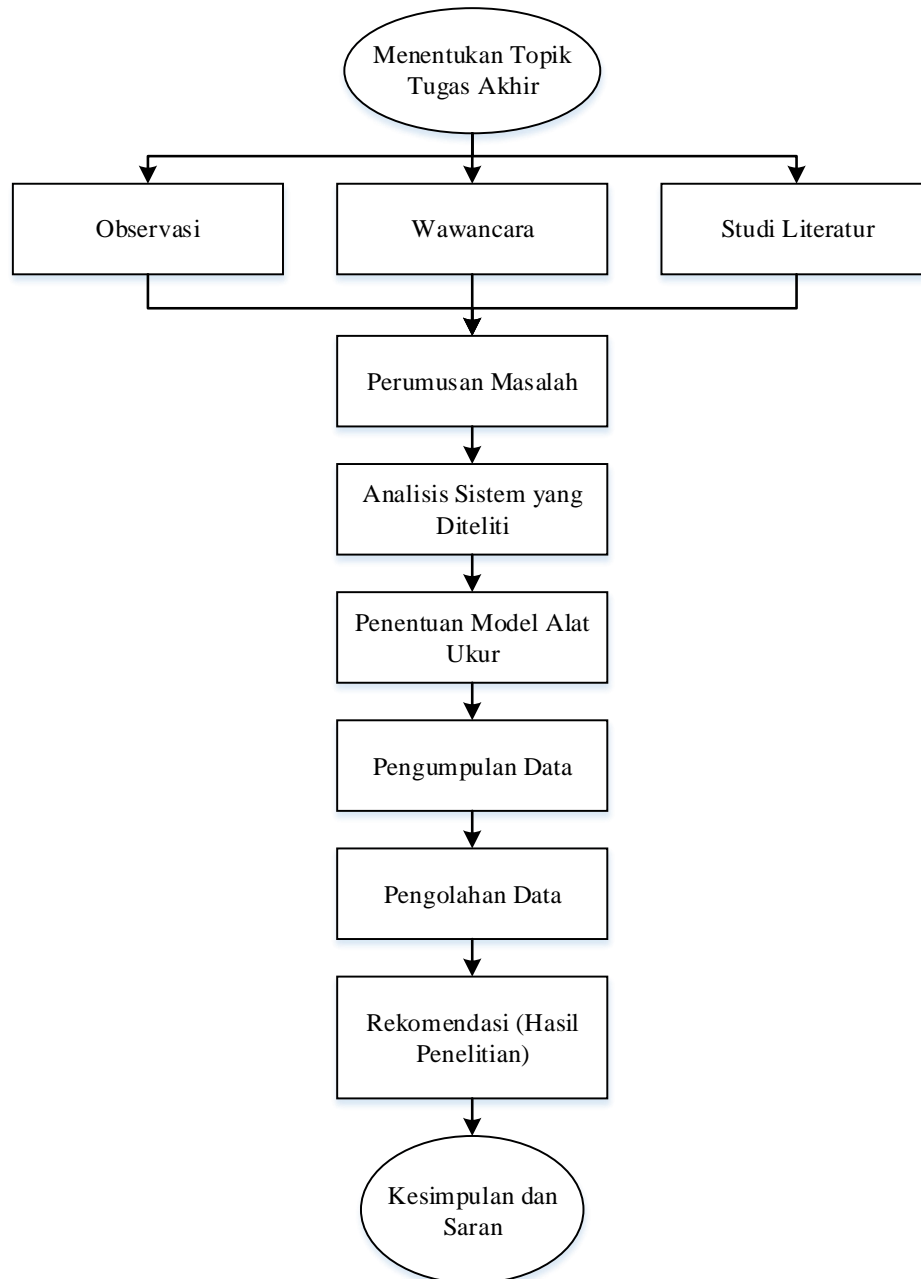 Menentukan Topik
Tugas Akhir
Observasi
Wawancara
Studi Literatur
Perumusan Masalah
Analisis Sistem yang
Diteliti
Penentuan Model Alat
Ukur
Pengumpulan Data
Pengolahan Data
Rekomendasi (Hasil
Penelitian)
Kesimpulan dan
Saran